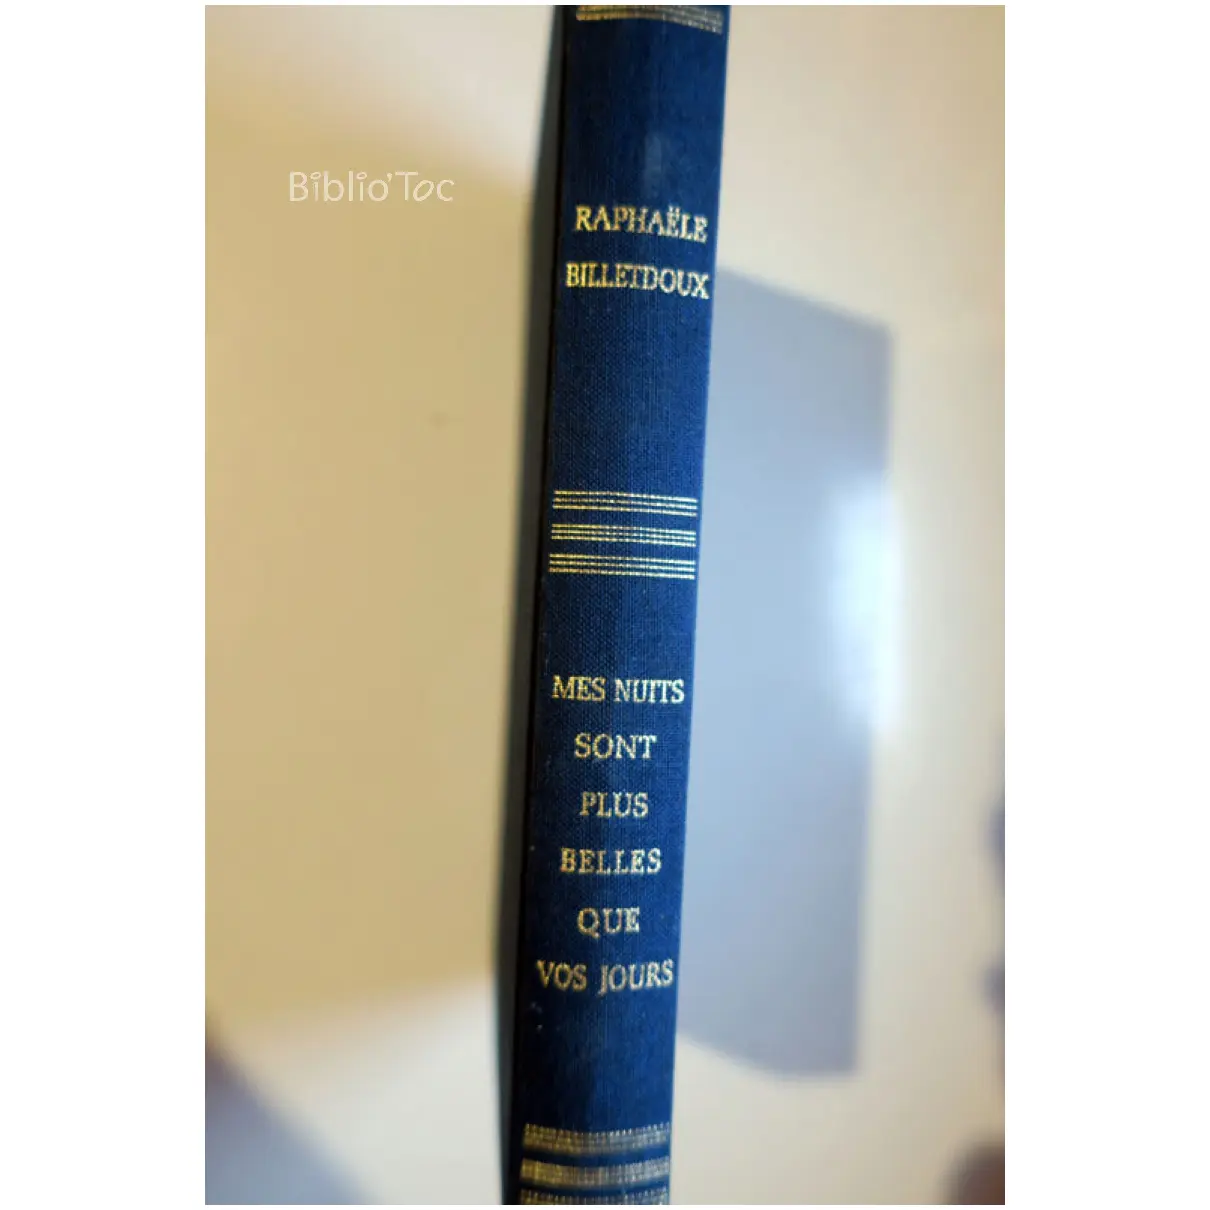 Biblio'Toc
RAPHAËLE
BILLETDOUX
MES NUITS
SONT
PLUS
BELLES
QUE
VOS JOURS